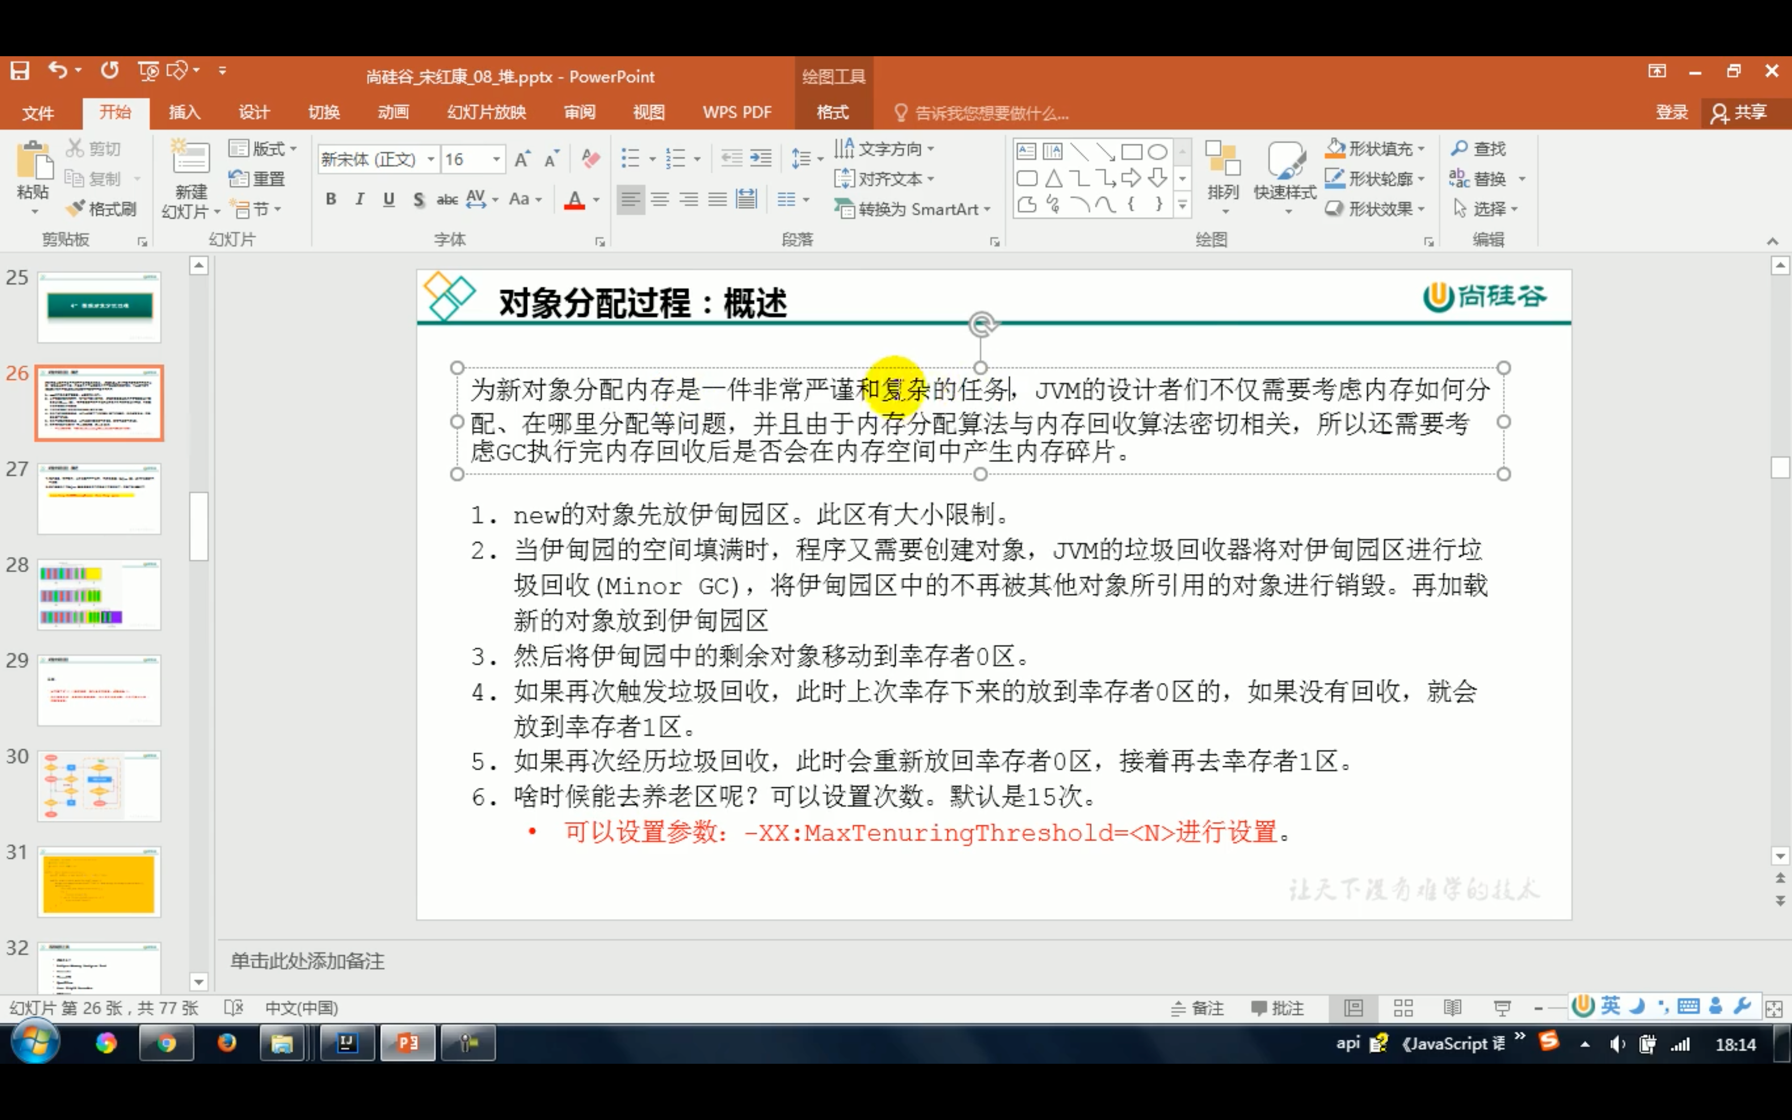 尚硅谷_宋红康_08_堆.pptx - PowerPoint
绘图工具
文件 开始 插入 设计 切换 动画 幻灯片放映 审阅 视图 WPS PDF 格式 告诉我您想要做什么... 登录 共享
粘贴 剪切 复制 格式刷 剪贴板
新建 幻灯片 版式 重置 节 幻灯片
新宋体 (正文) 16 B I U S abc AV Aa A 字体
文字方向 对齐文本 转换为 SmartArt 段落
排列 快速样式 形状填充 形状轮廓 形状效果 绘图
查找 替换 选择 编辑
25
26
27
28
29
30
31
32
对象分配过程：概述
尚硅谷
为新对象分配内存是一件非常严谨和复杂的任务，JVM的设计者们不仅需要考虑内存如何分
配、在哪里分配等问题，并且由于内存分配算法与内存回收算法密切相关，所以还需要考
虑GC执行完内存回收后是否会在内存空间中产生内存碎片。
1. new的对象先放伊甸园区。此区有大小限制。
2. 当伊甸园的空间填满时，程序又需要创建对象，JVM的垃圾回收器将对伊甸园区进行垃
圾回收(Minor GC)，将伊甸园区中的不再被其他对象所引用的对象进行销毁。再加载
新的对象放到伊甸园区
3. 然后将伊甸园中的剩余对象移动到幸存者0区。
4. 如果再次触发垃圾回收，此时上次幸存下来的放到幸存者0区的，如果没有回收，就会
放到幸存者1区。
5. 如果再次经历垃圾回收，此时会重新放回幸存者0区，接着再去幸存者1区。
6. 啥时候能去养老区呢？可以设置次数。默认是15次。
• 可以设置参数：-XX:MaxTenuringThreshold=<N>进行设置。
让天下没有难学的技术
单击此处添加备注
幻灯片 第 26 张，共 77 张 中文(中国) 备注 批注 英
api 《JavaScript 语 18:14